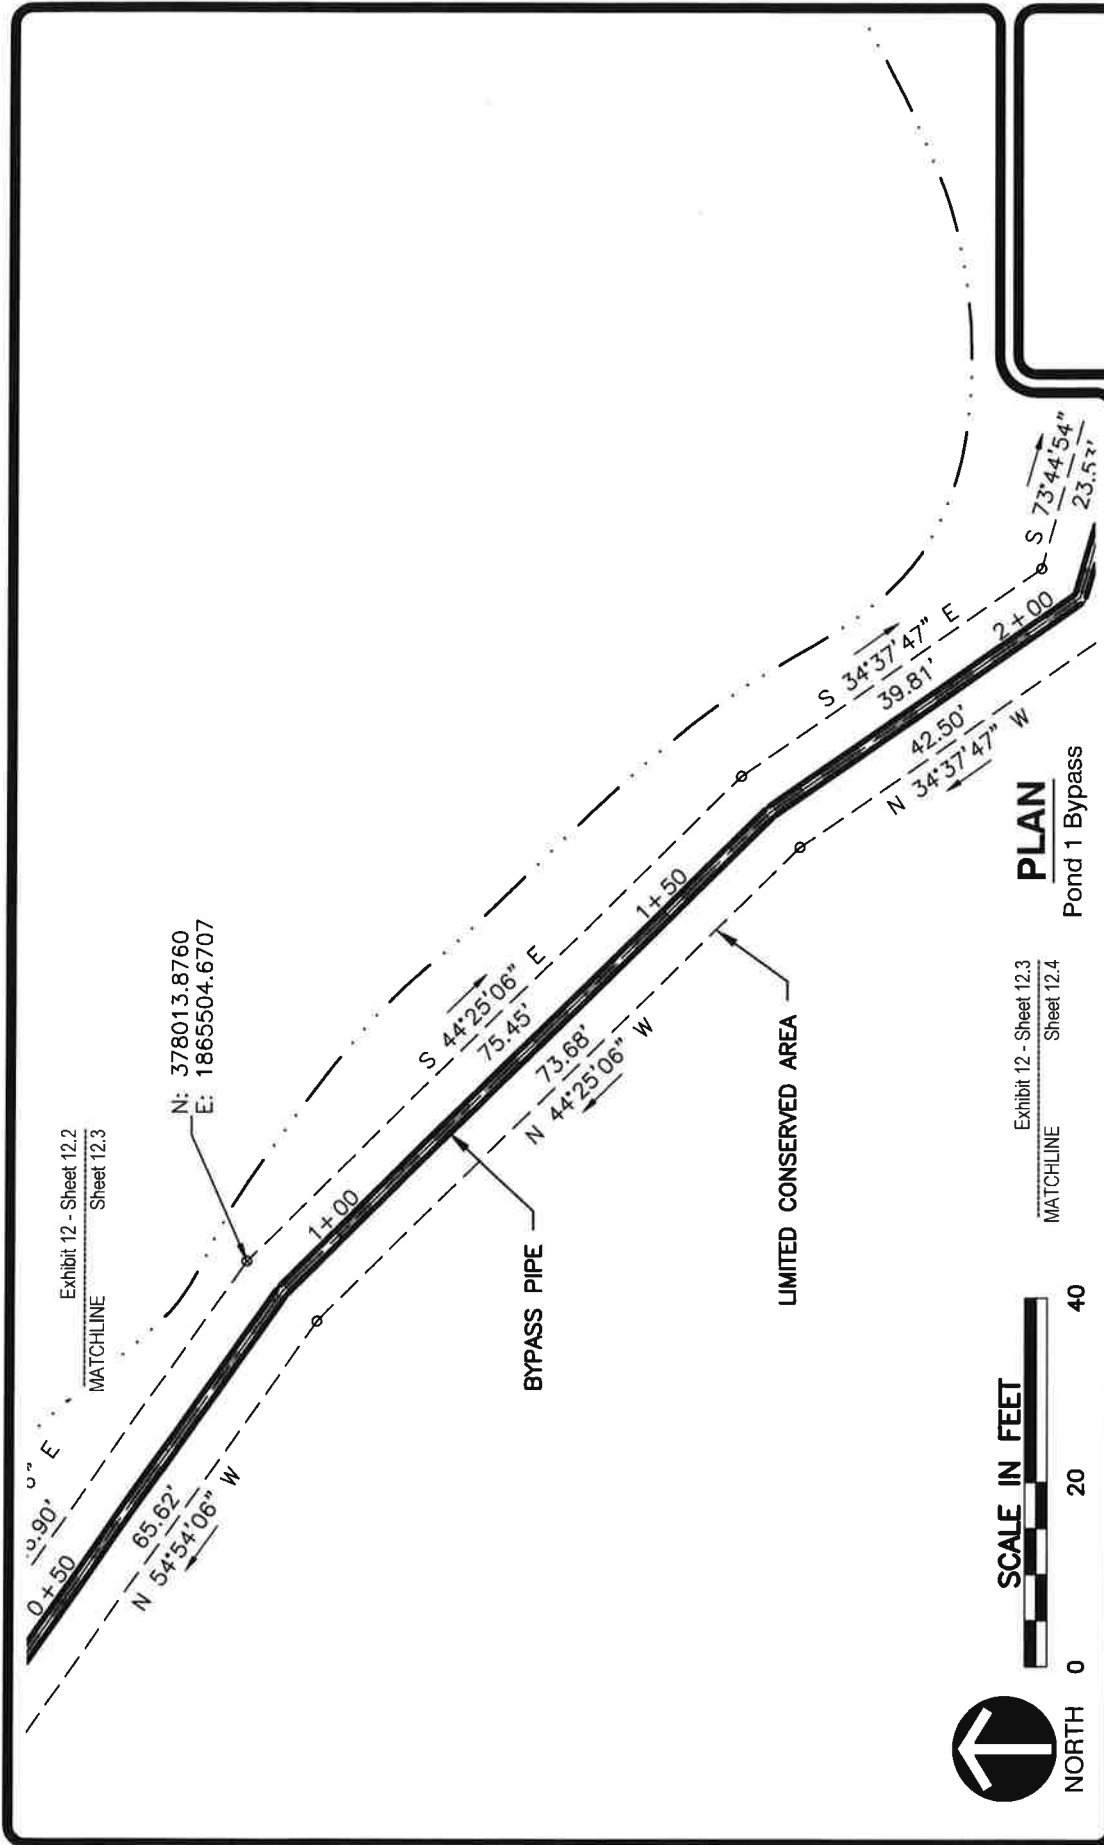 Exhibit 12 - Sheet 12.2
MATCHLINE Sheet 12.3
N: 378013.8760
E: 1865504.6707
0+50
N 54°54'06" W
65.62'
1+00
S 44°25'06" E
75.45'
73.68'
N 44°25'06" W
1+50
S 34°37'47" E
39.81'
42.50'
N 34°37'47" W
2+00
S 73°44'54"
BYPASS PIPE
LIMITED CONSERVED AREA
PLAN
Pond 1 Bypass
Exhibit 12 - Sheet 12.3
MATCHLINE Sheet 12.4
SCALE IN FEET
0 20 40
NORTH